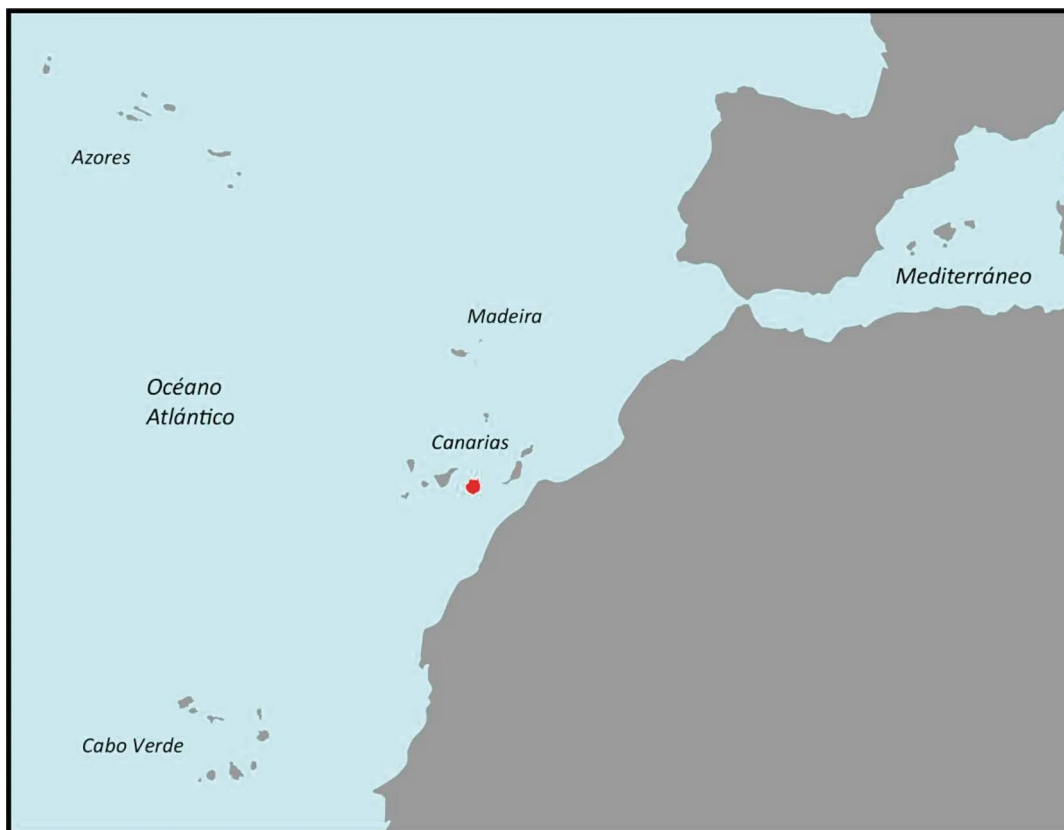 Azores
Mediterráneo
Madeira
Océano
Atlántico
Canarias
Cabo Verde